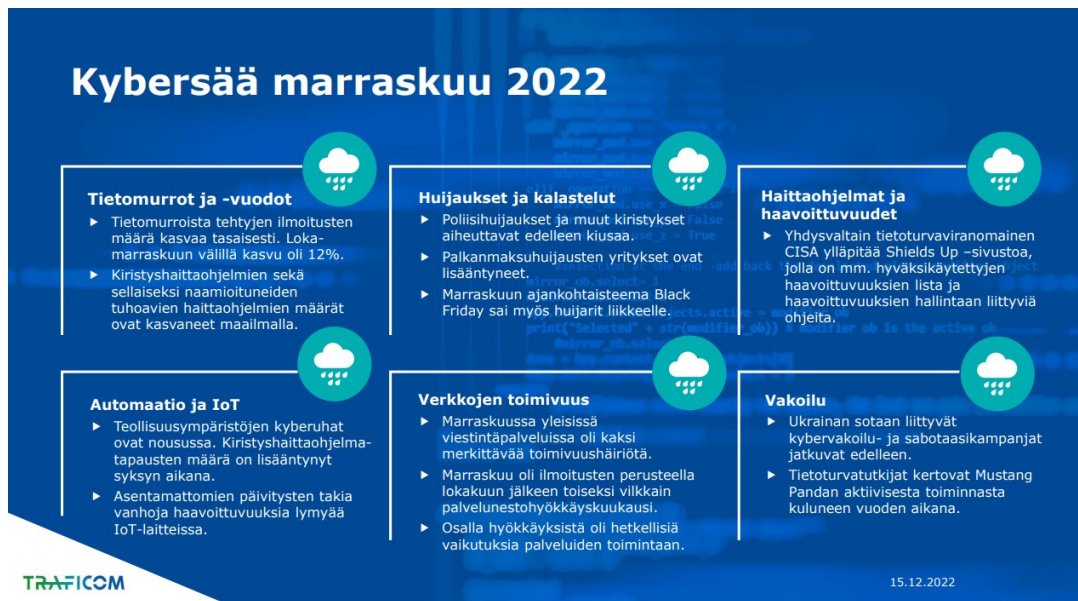 Kybersää marraskuu 2022
Tietomurrot ja -vuodot
Tietomurroista tehtyjen ilmoitusten
määrä kasvaa tasaisesti. Loka-
marraskuun välillä kasvu oli 12%.
Kiristyshaittaohjelmien sekä
sellaiseksi naamioituneiden
tuhoavien haittaohjelmien määrät
ovat kasvaneet maailmalla.
Huijaukset ja kalastelut
Poliisihuijaukset ja muut kiristykset
aiheuttavat edelleen kiusaa.
Palkanmaksuhuijausten yritykset ovat
lisääntyneet.
Marraskuun ajankohtaisteema Black
Friday sai myös huijarit liikkeelle.
Haittaohjelmat ja
haavoittuvuudet
Yhdysvaltain tietoturvaviranomainen
CISA ylläpitää Shields Up –sivustoa,
jolla on mm. hyväksikäytettyjen
haavoittuvuuksien lista ja
haavoittuvuuksien hallintaan liittyviä
ohjeita.
Automaatio ja IoT
Teollisuusympäristöjen kyberuhat
ovat nousussa. Kiristyshaittaohjelma-
tapausten määrä on lisääntynyt
syksyn aikana.
Asentamattomien päivitysten takia
vanhoja haavoittuvuuksia lymyää
IoT-laitteissa.
Verkkojen toimivuus
Marraskuussa yleisissä
viestintäpalveluissa oli kaksi
merkittävää toimivuushäiriötä.
Marraskuu oli ilmoitusten perusteella
lokakuun jälkeen toiseksi vilkkain
palvelunestohyökkäyskuukausi.
Osalla hyökkäyksistä oli hetkellisiä
vaikutuksia palveluiden toimintaan.
Vakoilu
Ukrainan sotaan liittyvät
kybervakoilu- ja sabotaasikampanjat
jatkuvat edelleen.
Tietoturvatutkijat kertovat Mustang
Pandan aktiivisesta toiminnasta
kuluneen vuoden aikana.
TRAFICOM
15.12.2022